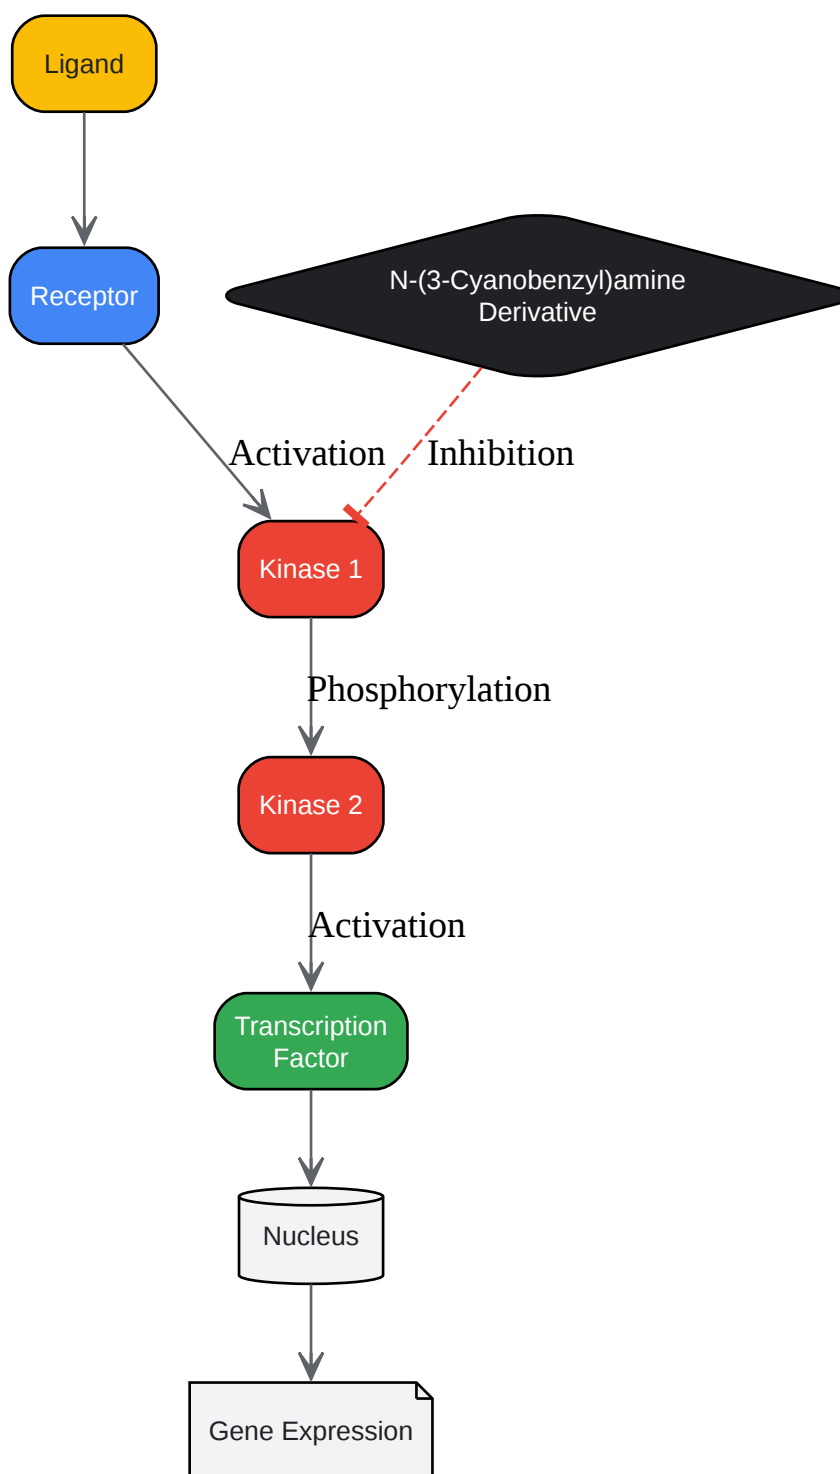 Ligand
Receptor
N-(3-Cyanobenzyl)amine
Derivative
Activation
Inhibition
Kinase 1
Phosphorylation
Kinase 2
Activation
Transcription
Factor
Nucleus
Gene Expression